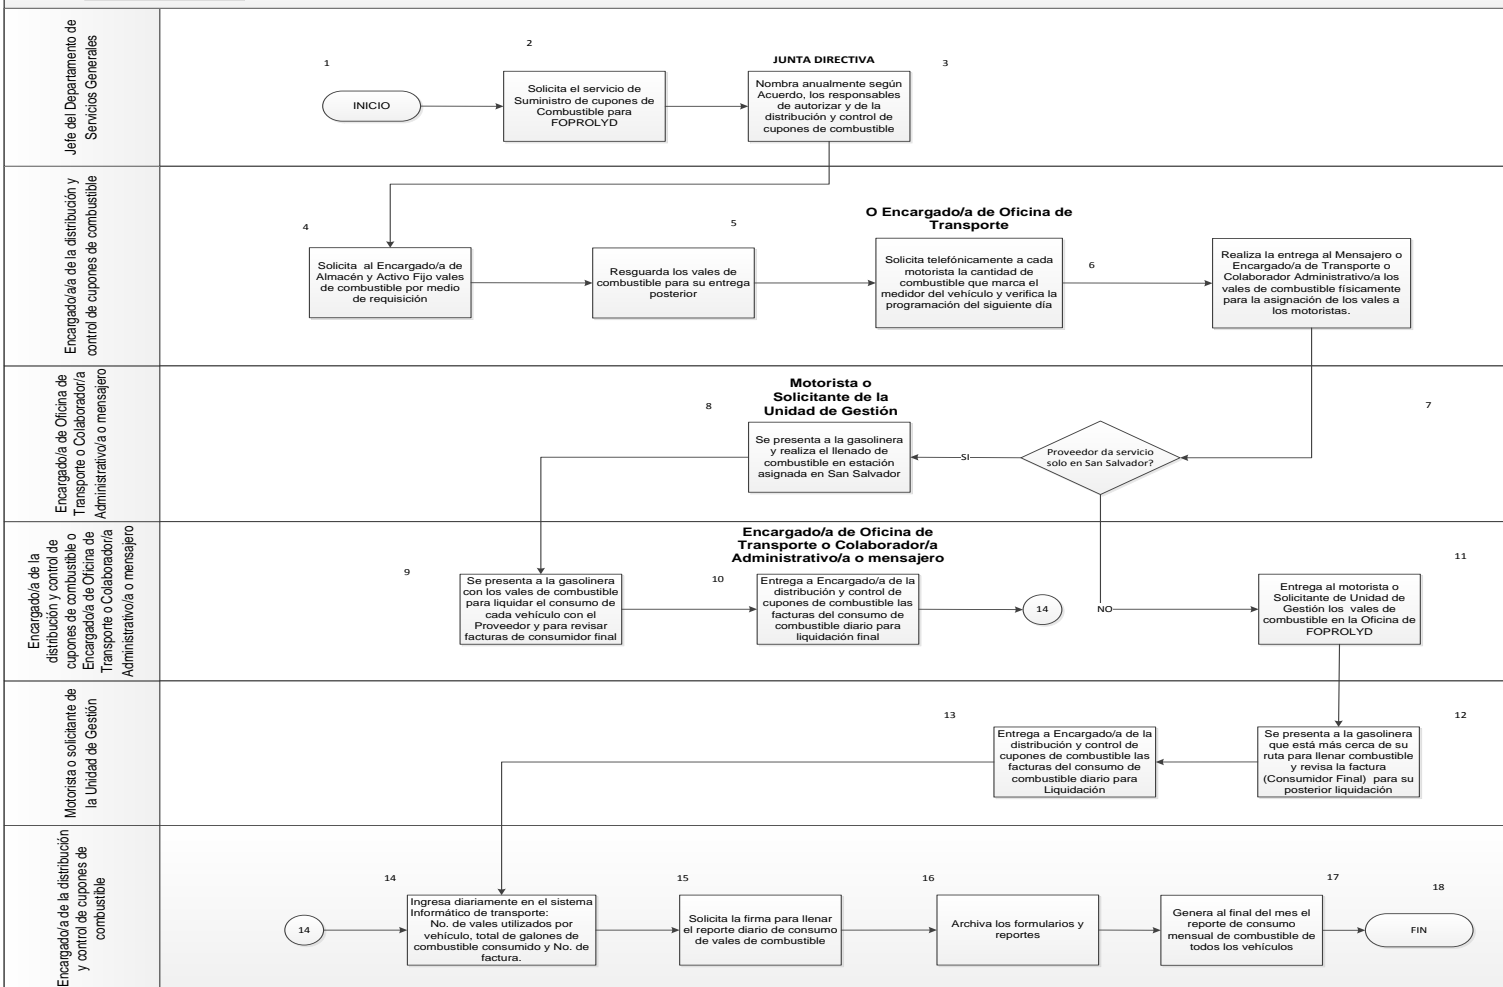 Jefe del Departamento de
Servicios Generales
1
INICIO
2
Solicita el servicio de
Suministro de cupones de
Combustible para
FOPROLYD
JUNTA DIRECTIVA
3
Nombra anualmente según
Acuerdo, los responsables
de autorizar y de la
distribución y control de
cupones de combustible
Encargado/a/a de la distribución y
control de cupones de combustible
4
Solicita al Encargado/a de
Almacén y Activo Fijo vales
de combustible por medio
de requisición
5
Resguarda los vales de
combustible para su entrega
posterior
O Encargado/a de Oficina de
Transporte
Solicita telefónicamente a cada
motorista la cantidad de
combustible que marca el
medidor del vehículo y verifica la
programación del siguiente día
6
Realiza la entrega al Mensajero o
Encargado/a de Transporte o
Colaborador Administrativo/a los
vales de combustible físicamente
para la asignación de los vales a
los motoristas.
Encargado/a de Oficina de
Transporte o Colaborador/a
Administrativo/a o mensajero
7
Proveedor da servicio
solo en San Salvador?
SI
8
Motorista o
Solicitante de la
Unidad de Gestión
Se presenta a la gasolinera
y realiza el llenado de
combustible en estación
asignada en San Salvador
Encargado/a de la
distribución y control de
cupones de combustible o
Encargado/a de Oficina de
Transporte o Colaborador/a
Administrativo/a o mensajero
9
Se presenta a la gasolinera
con los vales de combustible
para liquidar el consumo de
cada vehículo con el
Proveedor y para revisar
facturas de consumidor final
Encargado/a de Oficina de
Transporte o Colaborador/a
Administrativo/a o mensajero
10
Entrega a Encargado/a de la
distribución y control de
cupones de combustible las
facturas del consumo de
combustible diario para
liquidación final
14
NO
11
Entrega al motorista o
Solicitante de Unidad de
Gestión los vales de
combustible en la Oficina de
FOPROLYD
Motorista o solicitante de
la Unidad de Gestión
12
Se presenta a la gasolinera
que está más cerca de su
ruta para llenar combustible
y revisa la factura
(Consumidor Final) para su
posterior liquidación
13
Entrega a Encargado/a de la
distribución y control de
cupones de combustible las
facturas del consumo de
combustible diario para
Liquidación
Encargado/a de la distribución
y control de cupones de
combustible
14
14
Ingresa diariamente en el sistema
Informático de transporte:
No. de vales utilizados por
vehículo, total de galones de
combustible consumido y No. de
factura.
15
Solicita la firma para llenar
el reporte diario de consumo
de vales de combustible
16
Archiva los formularios y
reportes
17
Genera al final del mes el
reporte de consumo
mensual de combustible de
todos los vehículos
18
FIN